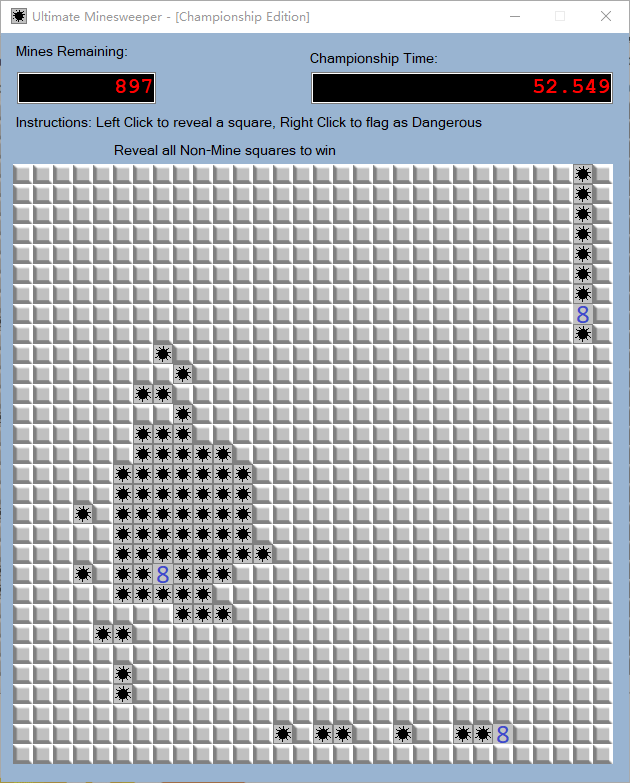 Ultimate Minesweeper - [Championship Edition]
Mines Remaining:
Championship Time:
897
52.549
Instructions: Left Click to reveal a square, Right Click to flag as Dangerous
Reveal all Non-Mine squares to win
8
8
8